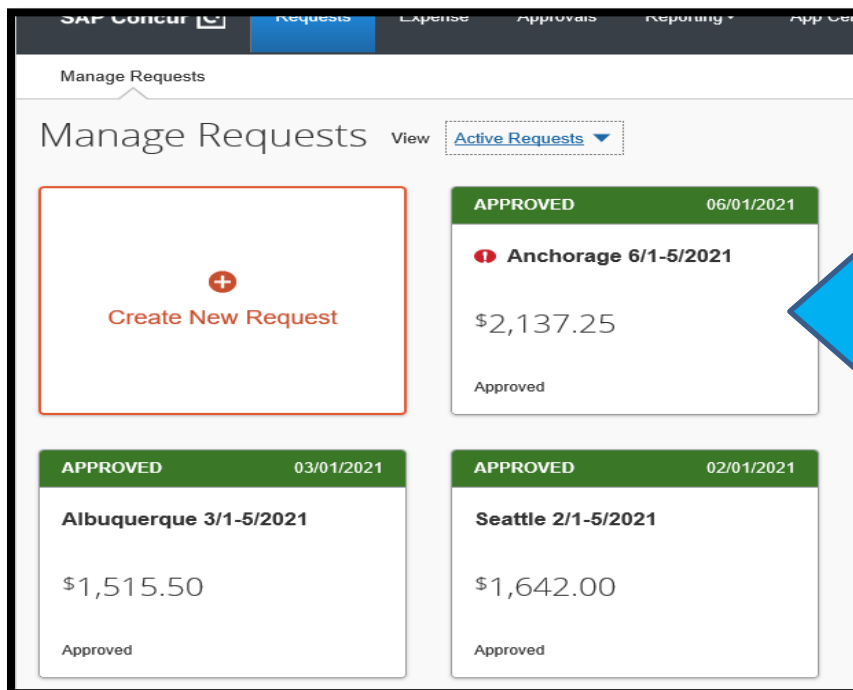 SAP Concur C Requests Expense Approvals Reporting App Cen
Manage Requests
Manage Requests View Active Requests
APPROVED 06/01/2021
Anchorage 6/1-5/2021
Create New Request
$2,137.25
Approved
APPROVED 03/01/2021
APPROVED 02/01/2021
Albuquerque 3/1-5/2021
Seattle 2/1-5/2021
$1,515.50
$1,642.00
Approved
Approved